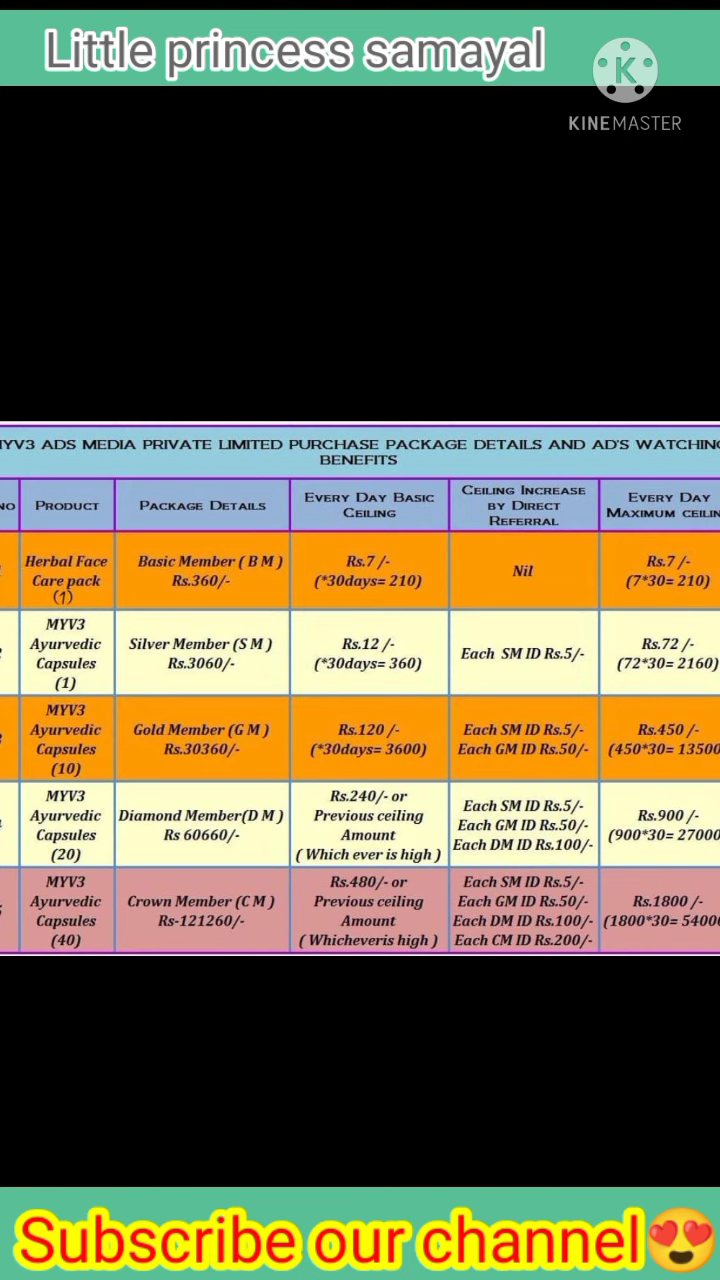 Little princess samayal
K
KINEMASTER
MYV3 ADS MEDIA PRIVATE LIMITED PURCHASE PACKAGE DETAILS AND AD'S WATCHING
BENEFITS
NO
PRODUCT
PACKAGE DETAILS
EVERY DAY BASIC
CEILING
CEILING INCREASE
BY DIRECT
REFERRAL
EVERY DAY
MAXIMUM CEILIN
Herbal Face
Care pack
(1)
Basic Member ( B M )
Rs.360/-
Rs.7 /-
(*30days= 210)
Nil
Rs.7 /-
(7*30= 210)
MYV3
Ayurvedic
Capsules
(1)
Silver Member (S M )
Rs.3060/-
Rs.12 /-
(*30days= 360)
Each SM ID Rs.5/-
Rs.72 /-
(72*30= 2160)
MYV3
Ayurvedic
Capsules
(10)
Gold Member (G M )
Rs.30360/-
Rs.120 /-
(*30days= 3600)
Each SM ID Rs.5/-
Each GM ID Rs.50/-
Rs.450 /-
(450*30= 13500
MYV3
Ayurvedic
Capsules
(20)
Diamond Member(D M )
Rs 60660/-
Rs.240/- or
Previous ceiling
Amount
( Which ever is high )
Each SM ID Rs.5/-
Each GM ID Rs.50/-
Each DM ID Rs.100/-
Rs.900 /-
(900*30= 27000
MYV3
Ayurvedic
Capsules
(40)
Crown Member (C M )
Rs-121260/-
Rs.480/- or
Previous ceiling
Amount
( Whicheveris high )
Each SM ID Rs.5/-
Each GM ID Rs.50/-
Each DM ID Rs.100/-
Each CM ID Rs.200/-
Rs.1800 /-
(1800*30= 5400
Subscribe our channel😍